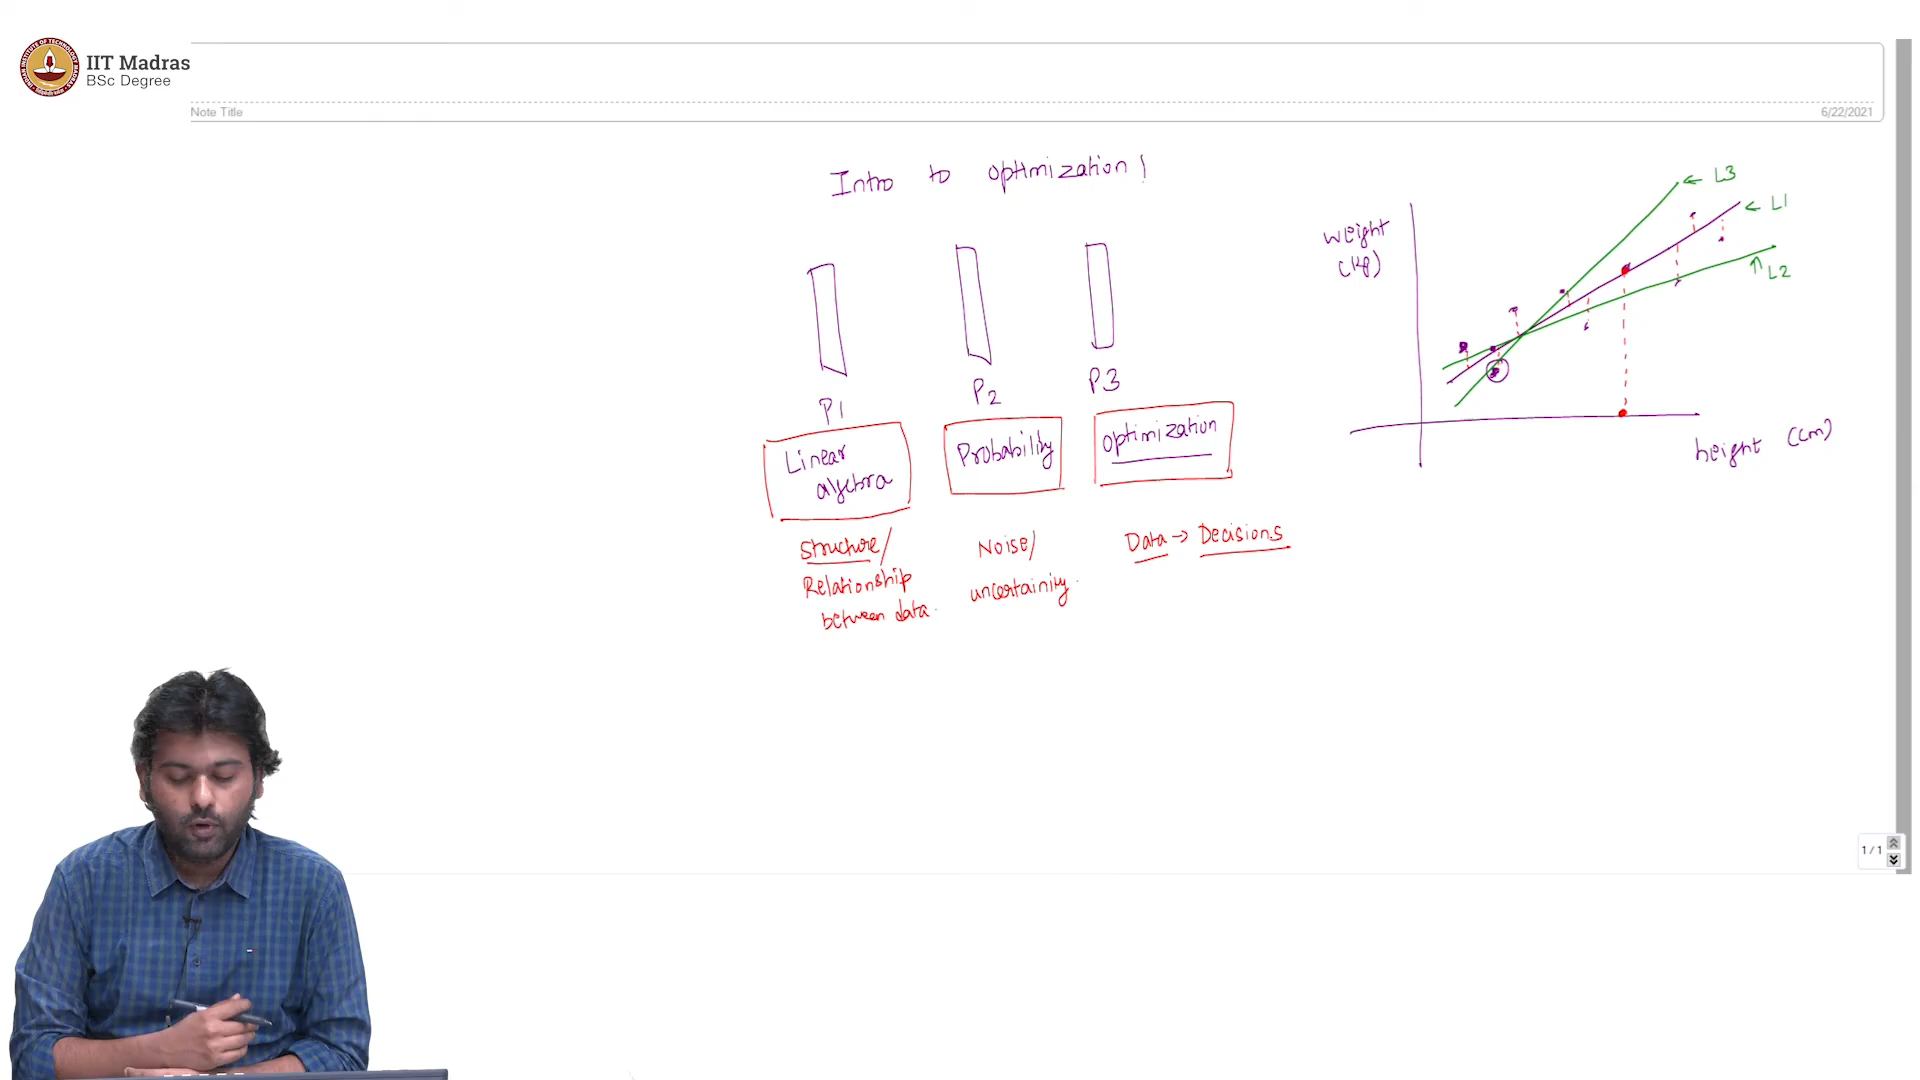 IIT Madras
BSc Degree
Note Title
6/22/2021
Intro to optimization!
P1
P2
P3
Linear
algebra
Probability
optimization
Structure/
Relationship
between data.
Noise/
uncertainity.
Data → Decisions
weight
(kg)
← L3
← L1
↑ L2
height (cm)
1 / 1